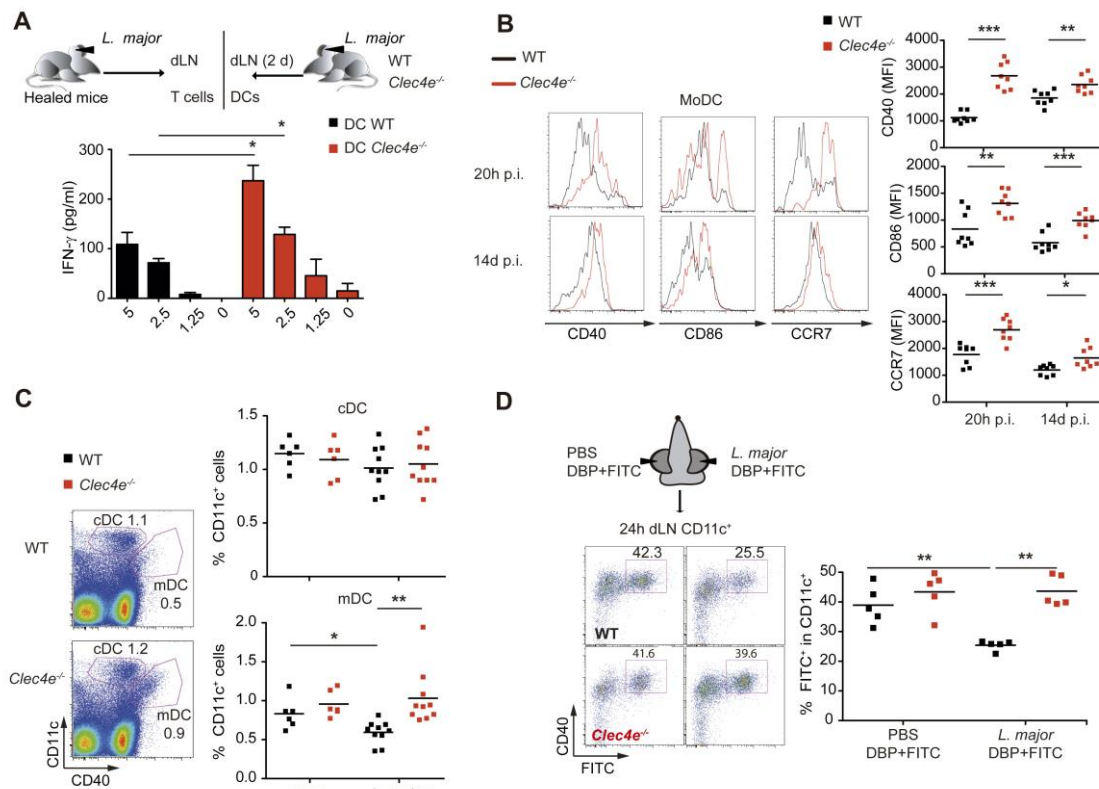 A
L. major
L. major
dLN
dLN (2 d)
WT
Healed mice
T cells
DCs
Clec4e-/-
*
*
DC WT
DC Clec4e-/-
IFN-γ (pg/ml)
300
200
100
0
5
2.5
1.25
0
5
2.5
1.25
0
B
WT
Clec4e-/-
MoDC
20h p.i.
14d p.i.
CD40
CD86
CCR7
WT
Clec4e-/-
CD40 (MFI)
4000
3000
2000
1000
0
***
**
CD86 (MFI)
2000
1500
1000
500
0
**
***
CCR7 (MFI)
4000
3000
2000
1000
0
***
*
20h p.i.
14d p.i.
C
WT
Clec4e-/-
WT
cDC 1.1
mDC
0.5
Clec4e-/-
cDC 1.2
mDC
0.9
CD11c
CD40
cDC
% CD11c+ cells
1.5
1.0
0.5
0.0
mDC
% CD11c+ cells
2.0
1.5
1.0
0.5
0.0
*
**
D
PBS
DBP+FITC
L. major
DBP+FITC
24h dLN CD11c+
42.3
25.5
WT
41.6
39.6
Clec4e-/-
CD40
FITC
% FITC+ in CD11c+
50
40
30
20
10
0
**
**
PBS
DBP+FITC
L. major
DBP+FITC